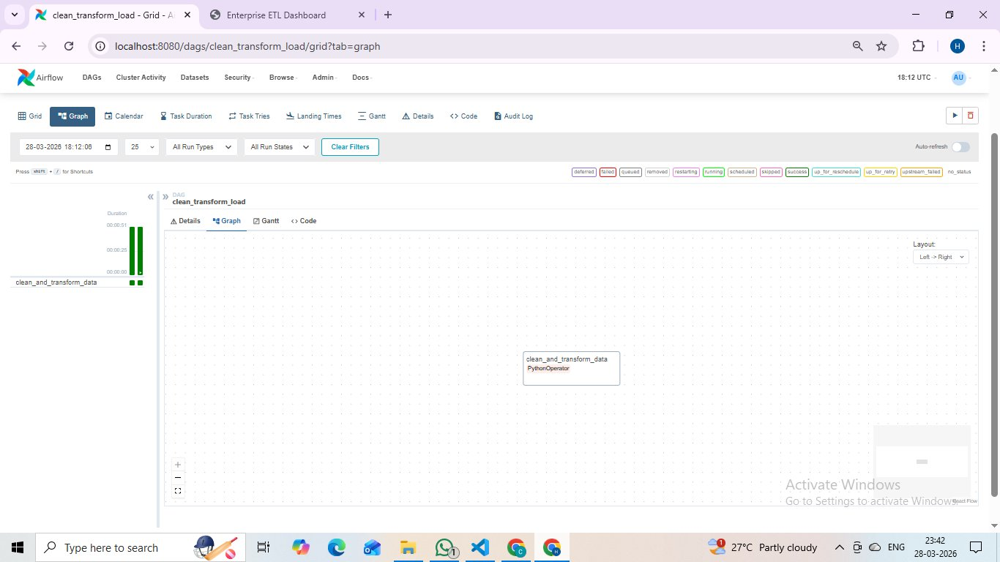 clean_transform_load - Grid - A
Enterprise ETL Dashboard
localhost:8080/dags/clean_transform_load/grid?tab=graph
H
Airflow
DAGs
Cluster Activity
Datasets
Security
Browse
Admin
Docs
18:12 UTC
AU
Grid
Graph
Calendar
Task Duration
Task Tries
Landing Times
Gantt
Details
<> Code
Audit Log
28-03-2026 18:12:06
25
All Run Types
All Run States
Clear Filters
Auto-refresh
Press shift + / for Shortcuts
deferred
failed
queued
removed
restarting
running
scheduled
skipped
success
up_for_reschedule
up_for_retry
upstream_failed
no_status
Duration
00:00:51
00:00:25
00:00:00
clean_and_transform_data
DAG
clean_transform_load
Details
Graph
Gantt
<> Code
Layout:
Left -> Right
clean_and_transform_data
PythonOperator
Activate Windows
Go to Settings to activate Windows.
React Flow
Type here to search
1
C
H
1
27°C Partly cloudy
ENG
23:42
28-03-2026